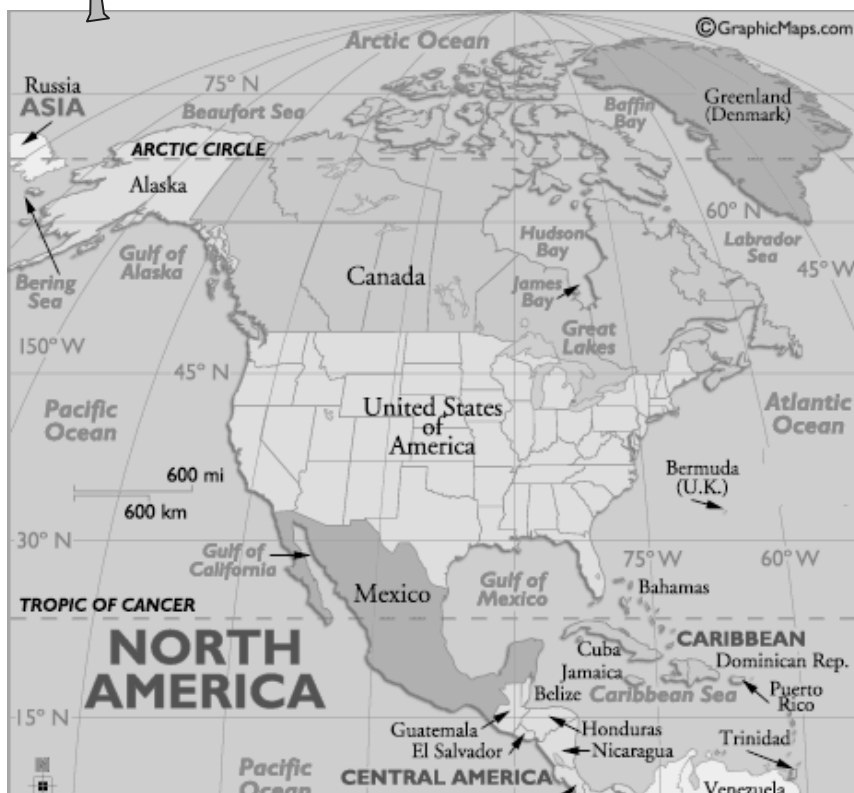 ©GraphicMaps.com
Arctic Ocean
Russia
ASIA
75° N
Beaufort Sea
Baffin
Bay
Greenland
(Denmark)
ARCTIC CIRCLE
Alaska
60° N
Gulf of
Alaska
Bering
Sea
Hudson
Bay
Labrador
Sea
45° W
Canada
James
Bay
Great
Lakes
150° W
45° N
Pacific
Ocean
United States
of
America
Atlantic
Ocean
600 mi
600 km
Bermuda
(U.K.)
30° N
Gulf of
California
75° W
60° W
Mexico
Gulf of
Mexico
Bahamas
TROPIC OF CANCER
NORTH
AMERICA
Cuba
CARIBBEAN
Jamaica
Dominican Rep.
Belize
Caribbean Sea
Puerto
Rico
15° N
Guatemala
Honduras
El Salvador
Nicaragua
Trinidad
Pacific
Ocean
CENTRAL AMERICA
Venezuela